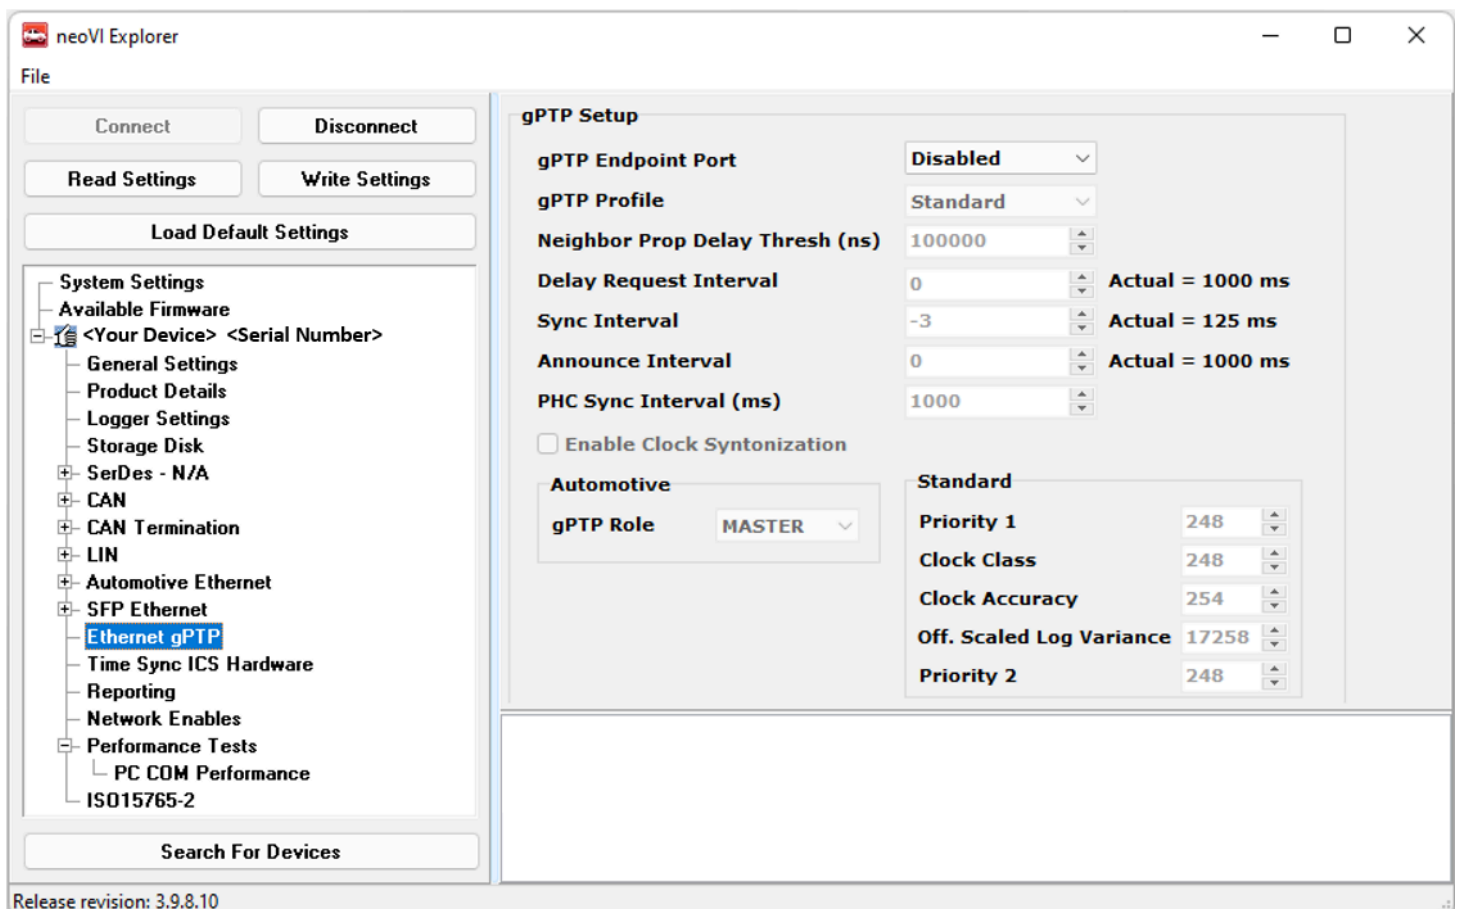 neoVI Explorer
File
Connect
Disconnect
Read Settings
Write Settings
Load Default Settings
System Settings
Available Firmware
<Your Device> <Serial Number>
General Settings
Product Details
Logger Settings
Storage Disk
SerDes - N/A
CAN
CAN Termination
LIN
Automotive Ethernet
SFP Ethernet
Ethernet gPTP
Time Sync ICS Hardware
Reporting
Network Enables
Performance Tests
PC COM Performance
ISO15765-2
Search For Devices
gPTP Setup
gPTP Endpoint Port Disabled
gPTP Profile Standard
Neighbor Prop Delay Thresh (ns) 100000
Delay Request Interval 0 Actual = 1000 ms
Sync Interval -3 Actual = 125 ms
Announce Interval 0 Actual = 1000 ms
PHC Sync Interval (ms) 1000
Enable Clock Syntonization
Automotive
gPTP Role MASTER
Standard
Priority 1 248
Clock Class 248
Clock Accuracy 254
Off. Scaled Log Variance 17258
Priority 2 248
Release revision: 3.9.8.10